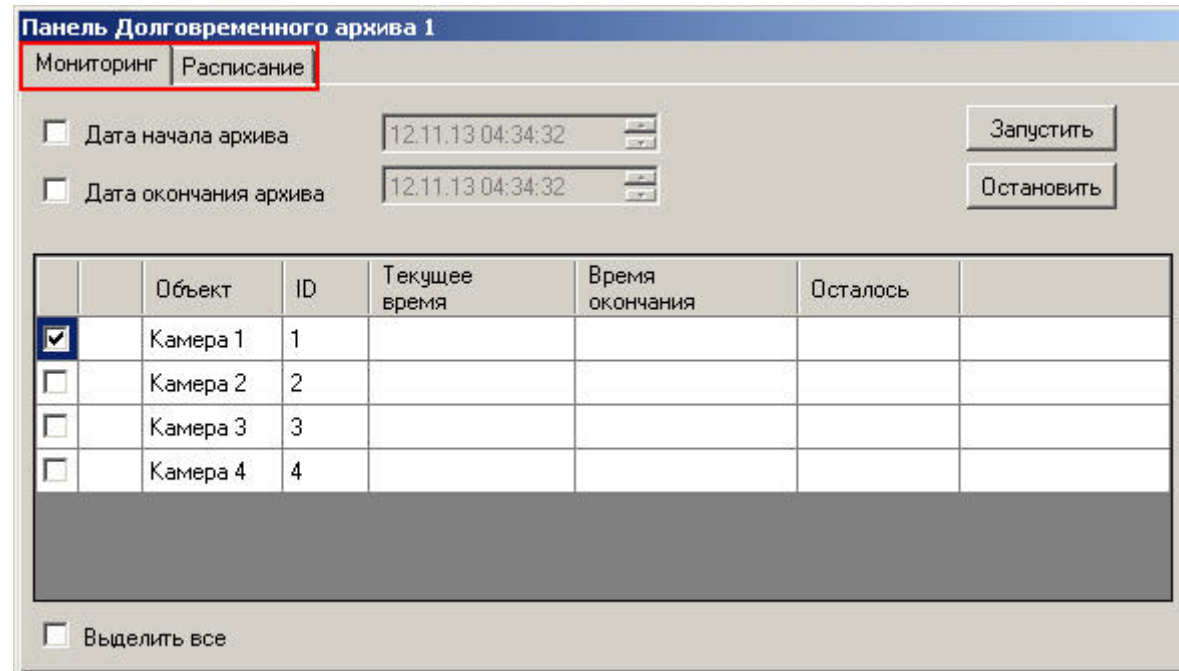 Панель Долговременного архива 1
Мониторинг Расписание
Дата начала архива 12.11.13 04:34:32 Запустить
Дата окончания архива 12.11.13 04:34:32 Остановить
Объект ID Текущее время Время окончания Осталось
Камера 1 1
Камера 2 2
Камера 3 3
Камера 4 4
Выделить все